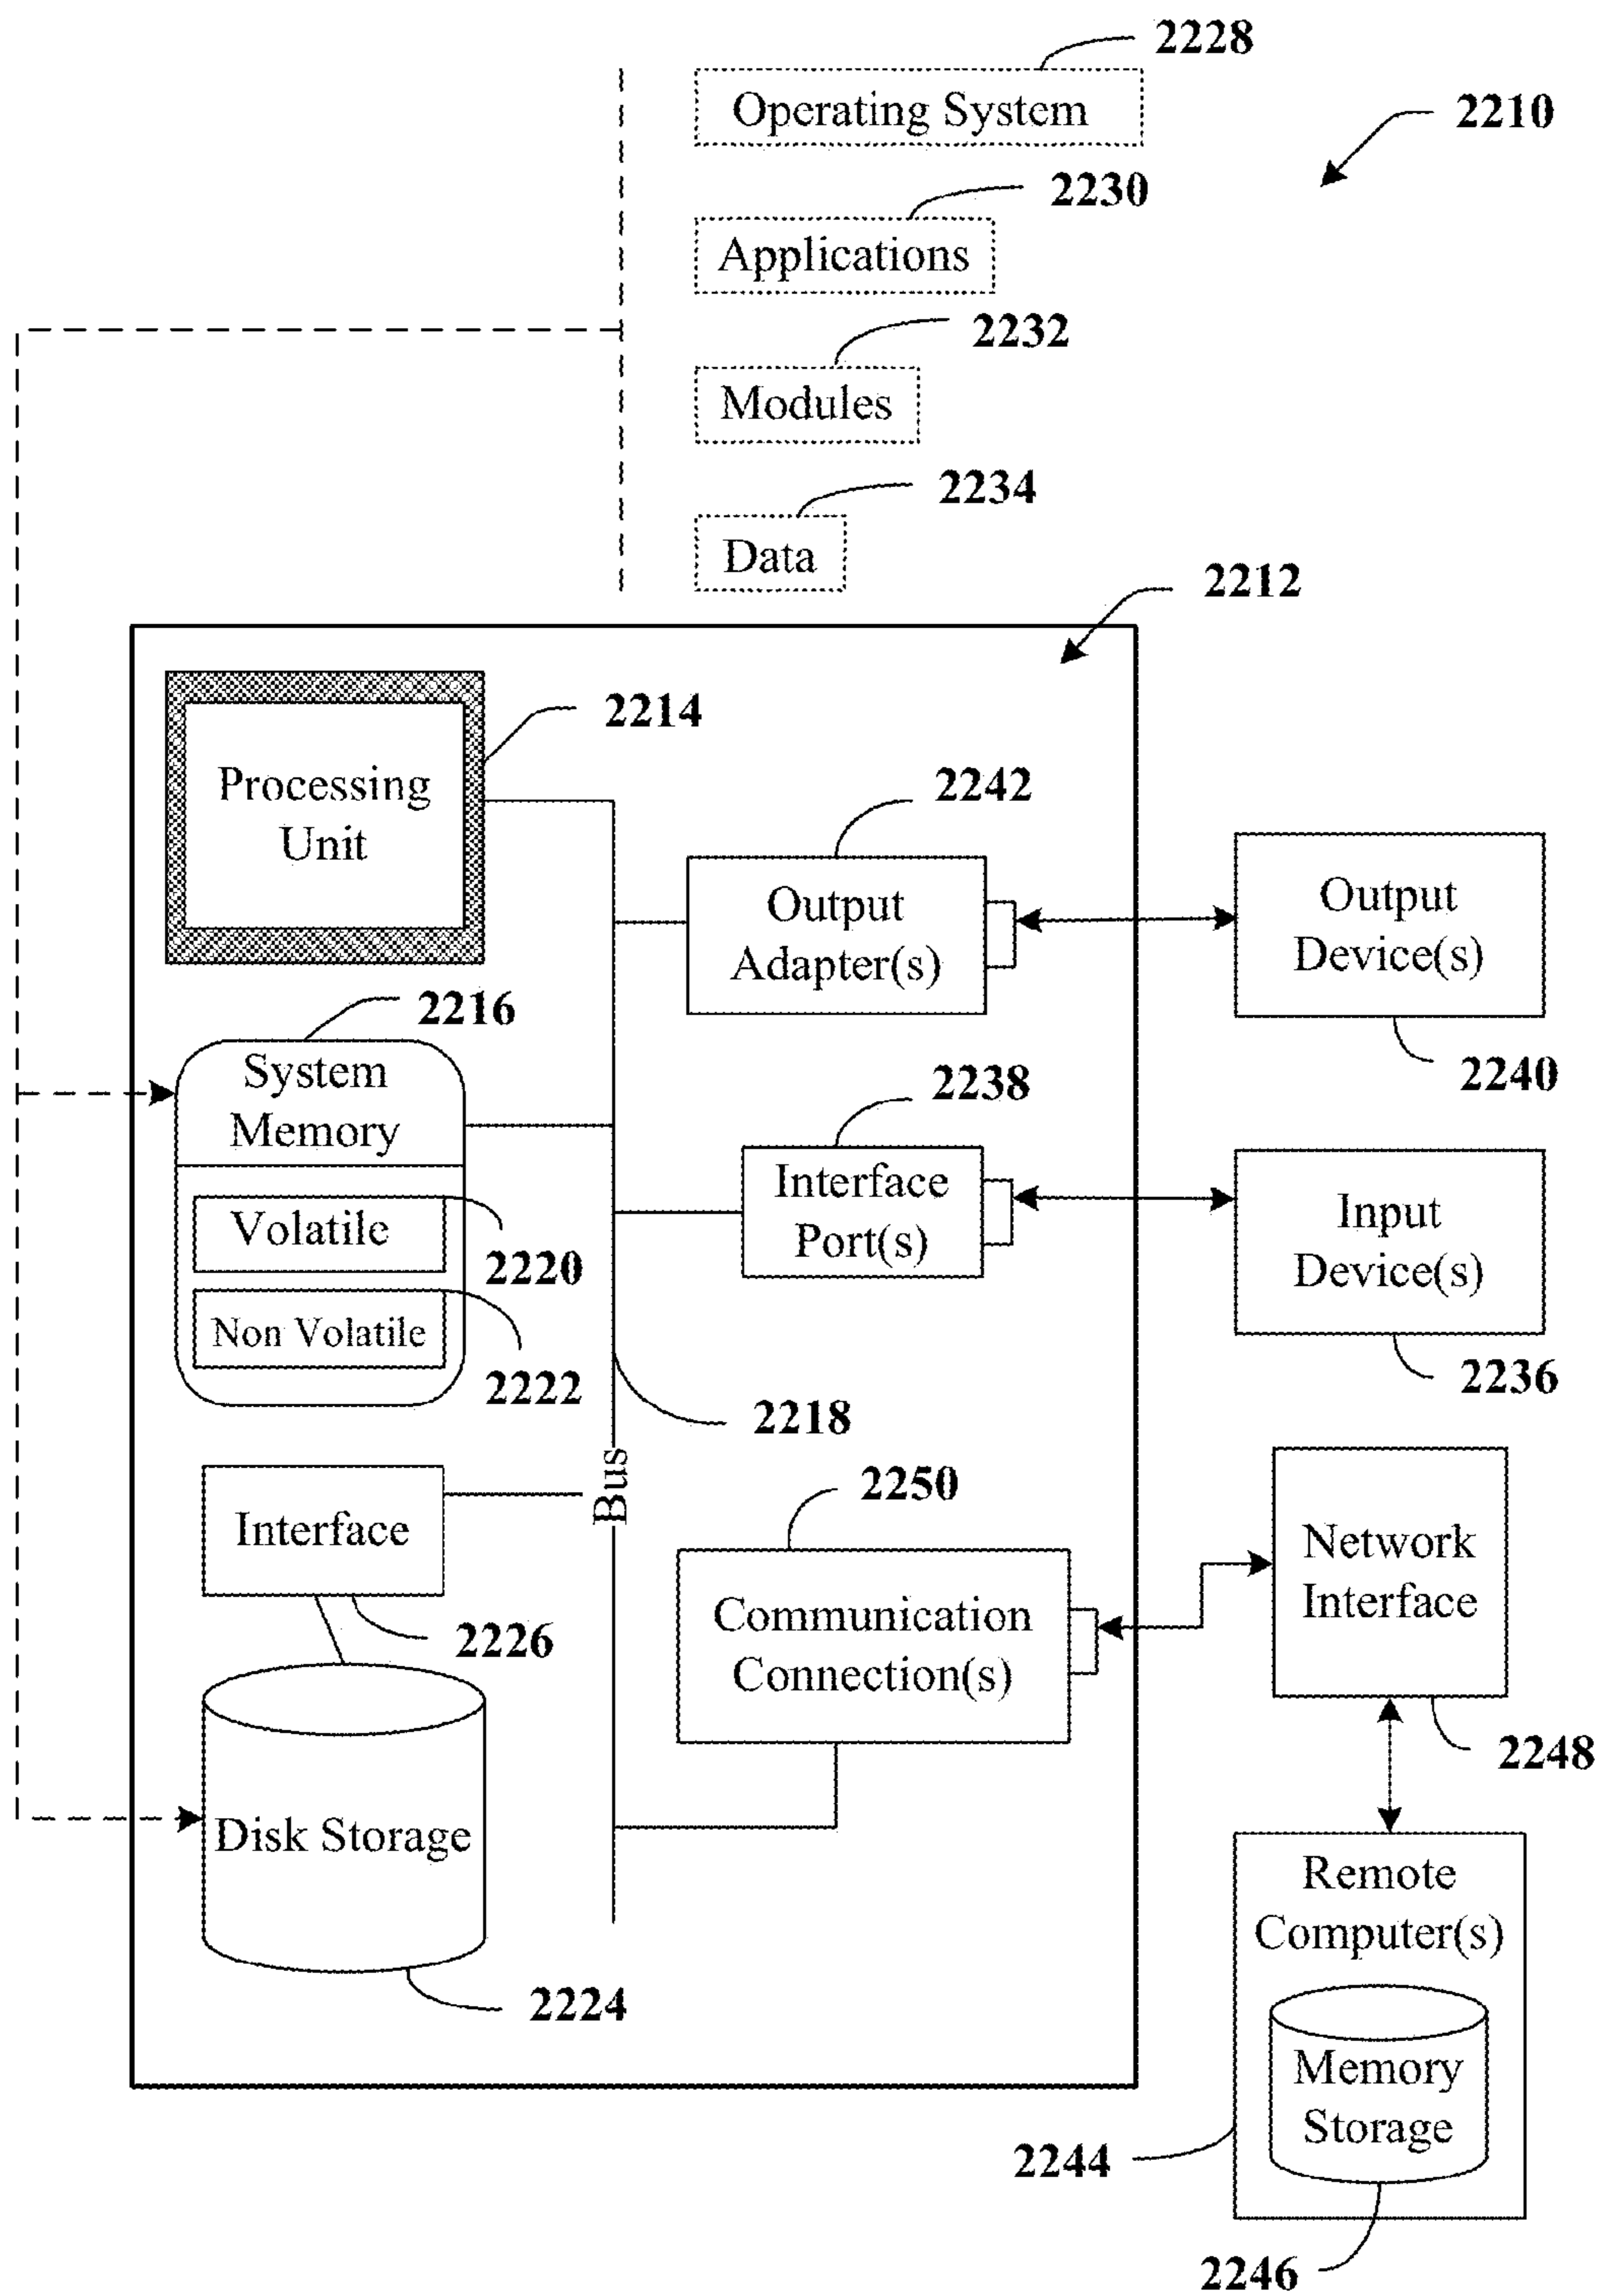 2228
Operating System
2210
2230
Applications
2232
Modules
2234
Data
2212
2214
Processing
Unit
2242
Output
Adapter(s)
Output
Device(s)
2240
2216
System
Memory
2238
Interface
Port(s)
Input
Device(s)
2236
Volatile
2220
Non Volatile
2222
2218
Bus
2250
Interface
2226
Communication
Connection(s)
Network
Interface
2248
Disk Storage
2224
Remote
Computer(s)
Memory
Storage
2244
2246